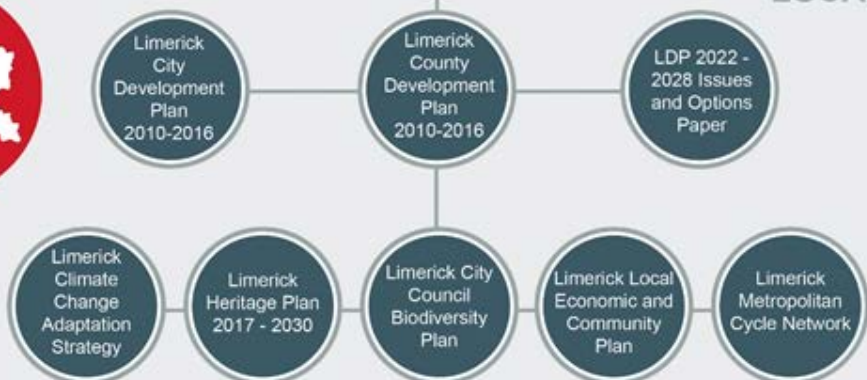 Limerick
City
Development
Plan
2010-2016
Limerick
County
Development
Plan
2010-2016
LDP 2022 -
2028 Issues
and Options
Paper
Limerick
Climate
Change
Adaptation
Strategy
Limerick
Heritage Plan
2017 - 2030
Limerick City
Council
Biodiversity
Plan
Limerick Local
Economic and
Community
Plan
Limerick
Metropolitan
Cycle Network